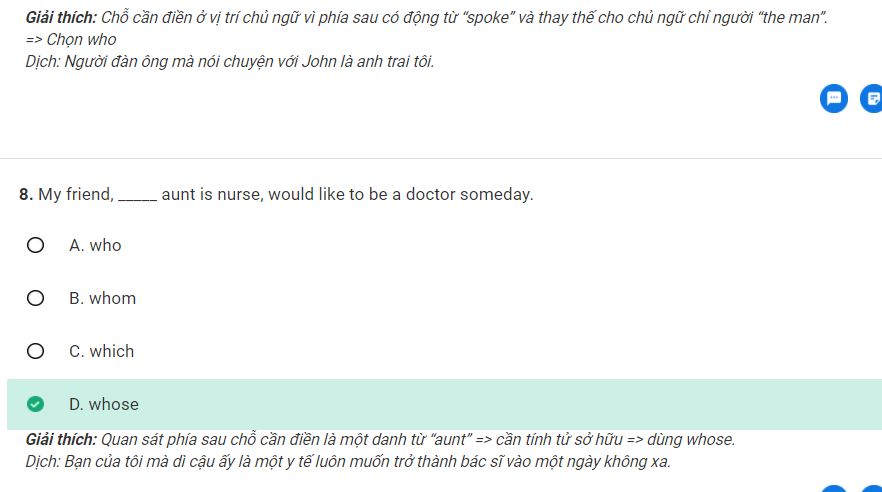 Giải thích: Chỗ cần điền ở vị trí chủ ngữ vì phía sau có động từ “spoke” và thay thế cho chủ ngữ chỉ người “the man”.
=> Chọn who
Dịch: Người đàn ông mà nói chuyện với John là anh trai tôi.
8. My friend, _____ aunt is nurse, would like to be a doctor someday.
A. who
B. whom
C. which
D. whose
Giải thích: Quan sát phía sau chỗ cần điền là một danh từ “aunt” => cần tính tử sở hữu => dùng whose.
Dịch: Bạn của tôi mà dì cậu ấy là một y tế luôn muốn trở thành bác sĩ vào một ngày không xa.